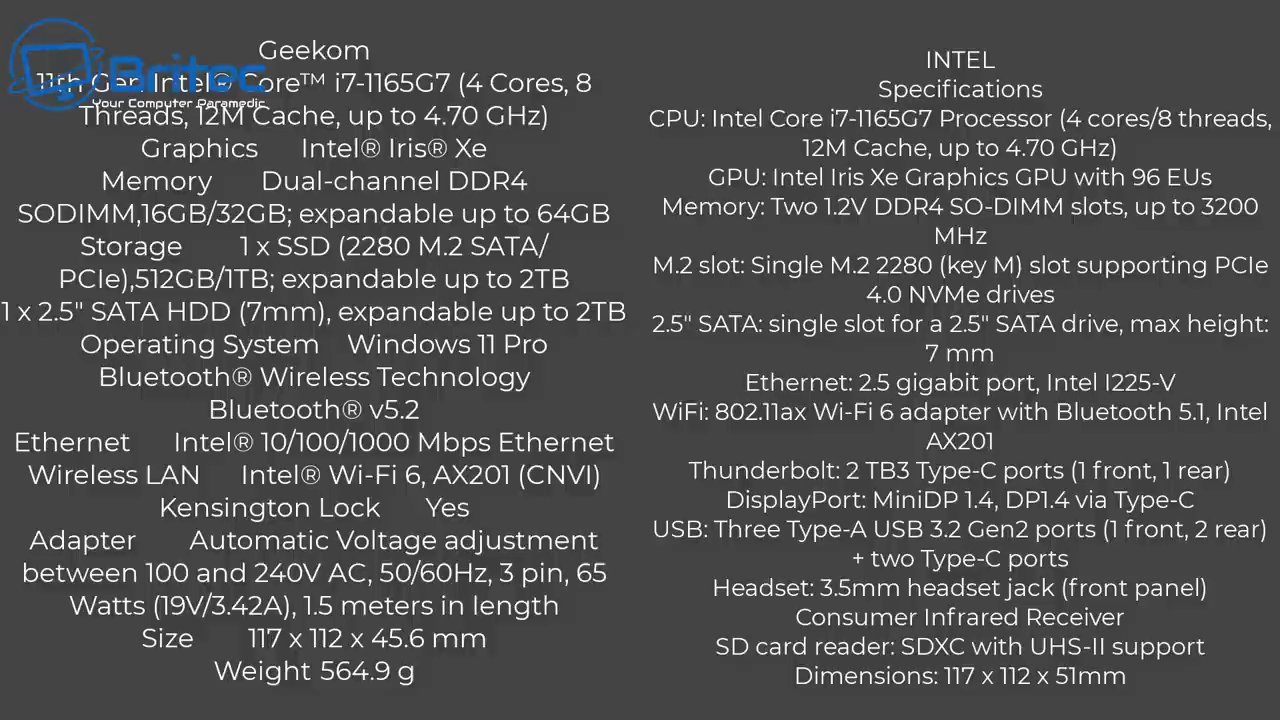 Britec
Your Computer Paramedic
Geekom
11th Gen Intel® Core™ i7-1165G7 (4 Cores, 8
Threads, 12M Cache, up to 4.70 GHz)
Graphics Intel® Iris® Xe
Memory Dual-channel DDR4
SODIMM,16GB/32GB; expandable up to 64GB
Storage 1 x SSD (2280 M.2 SATA/
PCIe),512GB/1TB; expandable up to 2TB
1 x 2.5" SATA HDD (7mm), expandable up to 2TB
Operating System Windows 11 Pro
Bluetooth® Wireless Technology
Bluetooth® v5.2
Ethernet Intel® 10/100/1000 Mbps Ethernet
Wireless LAN Intel® Wi-Fi 6, AX201 (CNVI)
Kensington Lock Yes
Adapter Automatic Voltage adjustment
between 100 and 240V AC, 50/60Hz, 3 pin, 65
Watts (19V/3.42A), 1.5 meters in length
Size 117 x 112 x 45.6 mm
Weight 564.9 g
INTEL
Specifications
CPU: Intel Core i7-1165G7 Processor (4 cores/8 threads,
12M Cache, up to 4.70 GHz)
GPU: Intel Iris Xe Graphics GPU with 96 EUs
Memory: Two 1.2V DDR4 SO-DIMM slots, up to 3200
MHz
M.2 slot: Single M.2 2280 (key M) slot supporting PCIe
4.0 NVMe drives
2.5" SATA: single slot for a 2.5" SATA drive, max height:
7 mm
Ethernet: 2.5 gigabit port, Intel I225-V
WiFi: 802.11ax Wi-Fi 6 adapter with Bluetooth 5.1, Intel
AX201
Thunderbolt: 2 TB3 Type-C ports (1 front, 1 rear)
DisplayPort: MiniDP 1.4, DP1.4 via Type-C
USB: Three Type-A USB 3.2 Gen2 ports (1 front, 2 rear)
+ two Type-C ports
Headset: 3.5mm headset jack (front panel)
Consumer Infrared Receiver
SD card reader: SDXC with UHS-II support
Dimensions: 117 x 112 x 51mm